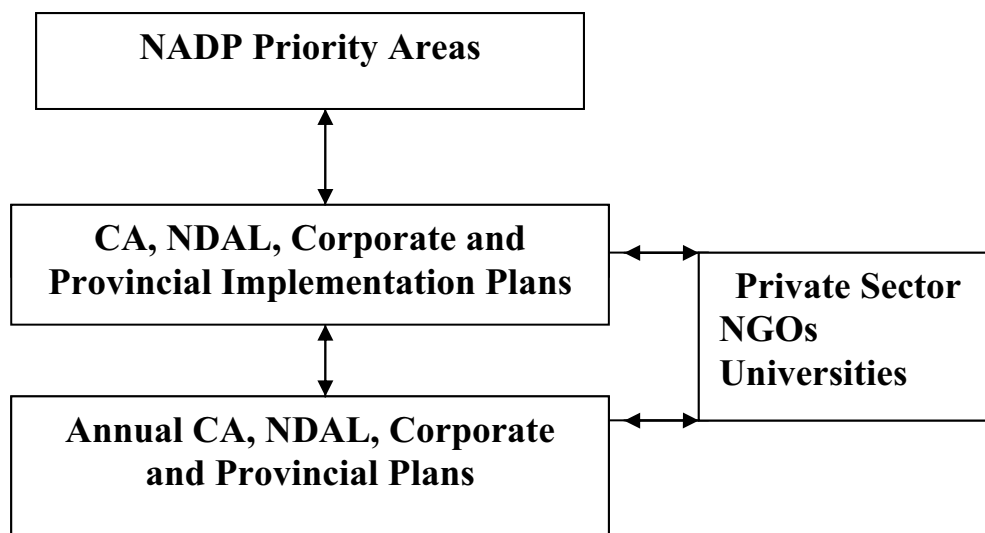 NADP Priority Areas
CA, NDAL, Corporate and
Provincial Implementation Plans
Private Sector
NGOs
Universities
Annual CA, NDAL, Corporate
and Provincial Plans